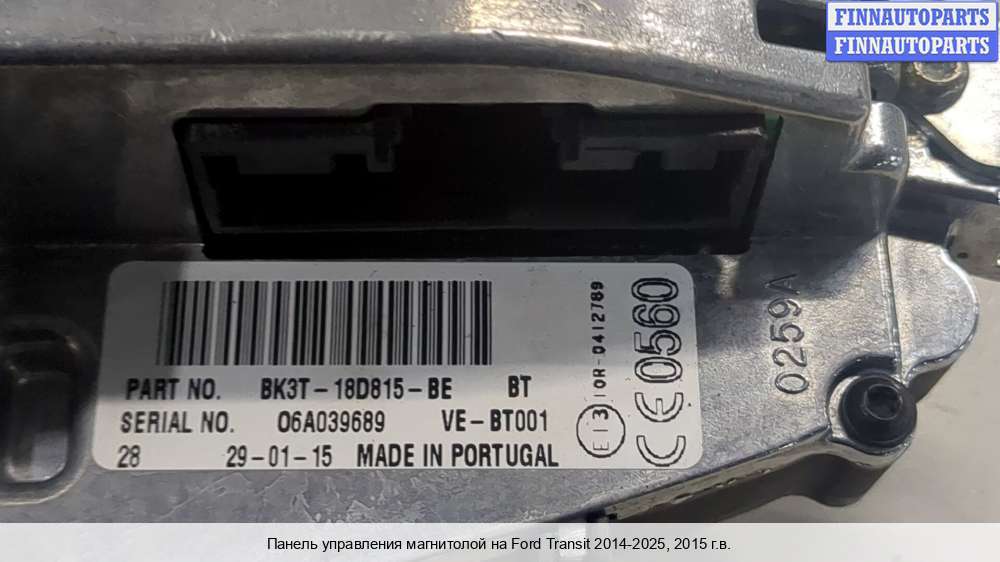 FINNAUTOPARTS
FINNAUTOPARTS
PART NO. BK3T-18D815-BE BT
SERIAL NO. 06A039689 VE-BT001
28 29-01-15 MADE IN PORTUGAL
E13 10R-0412789
CE0560
0259A
Панель управления магнитолой на Ford Transit 2014-2025, 2015 г.в.